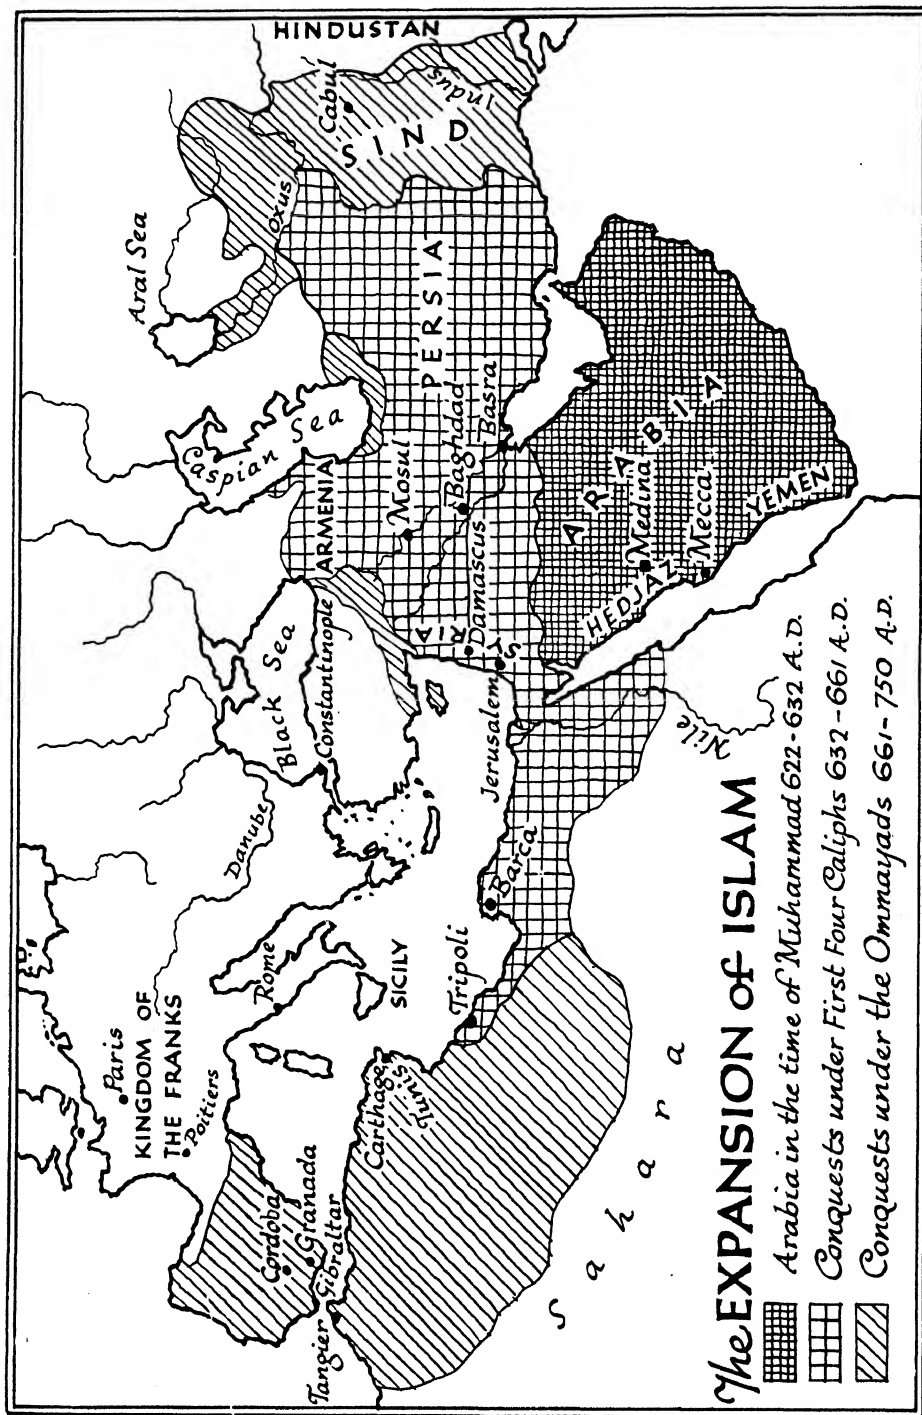 HINDUSTAN
Aral Sea
Oxus
Cabul
Indus
SIND
Caspian Sea
PERSIA
ARMENIA
Mosul
Baghdad
Basra
Black Sea
Constantinople
Danube
SYRIA
Damascus
Jerusalem
ARABIA
Medina
Mecca
HEDJAZ
YEMEN
Nile
Paris
KINGDOM OF
THE FRANKS
Poitiers
Rome
SICILY
Tripoli
Barca
Carthage
Tunis
Cordoba
Granada
Gibraltar
Tangier
Sahara
The EXPANSION of ISLAM
Arabia in the time of Muhammad 622-632 A.D.
Conquests under First Four Caliphs 632-661 A.D.
Conquests under the Ommayads 661-750 A.D.